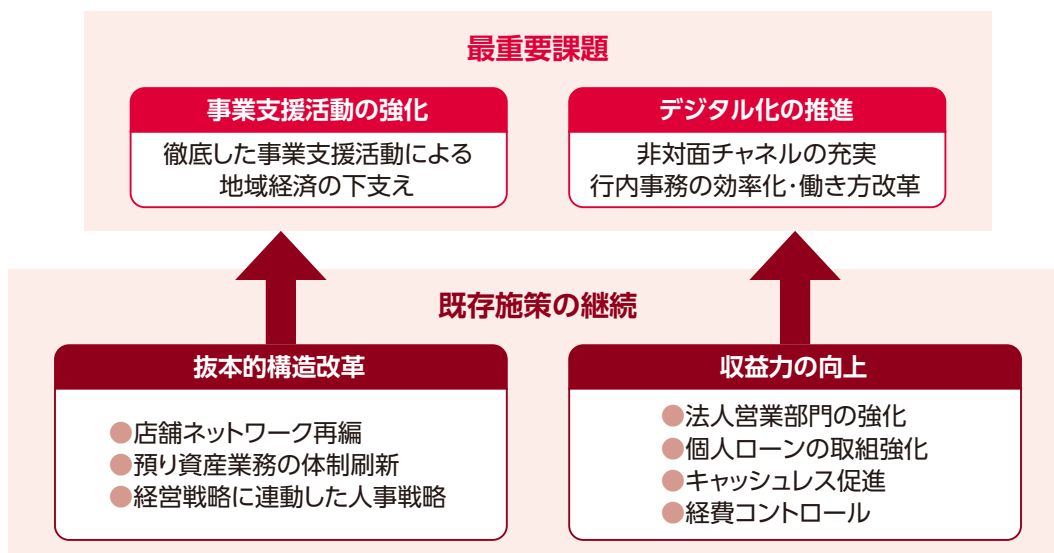 最重要課題
事業支援活動の強化
徹底した事業支援活動による
地域経済の下支え
デジタル化の推進
非対面チャネルの充実
行内事務の効率化・働き方改革
既存施策の継続
抜本的構造改革
●店舗ネットワーク再編
●預り資産業務の体制刷新
●経営戦略に連動した人事戦略
収益力の向上
●法人営業部門の強化
●個人ローンの取組強化
●キャッシュレス促進
●経費コントロール